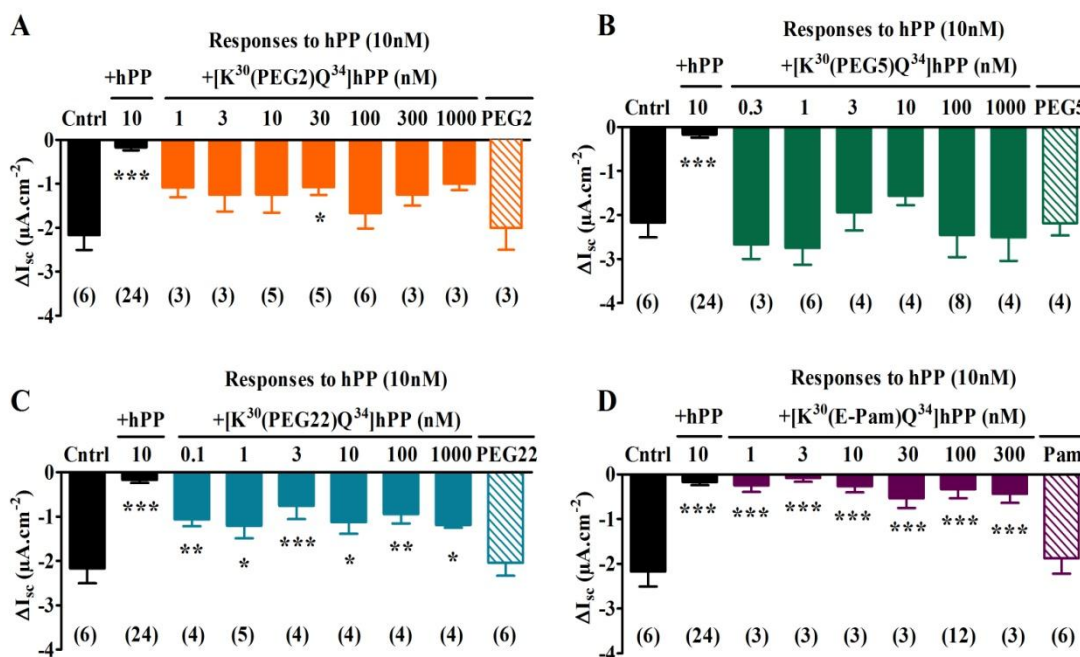 A
Responses to hPP (10nM)
+hPP +[K³⁰(PEG2)Q³⁴]hPP (nM)
Cntrl 10 1 3 10 30 100 300 1000 PEG2
0
-1
-2
-3
-4
ΔIsc (µA.cm⁻²)
***
*
(6) (24) (3) (3) (5) (5) (6) (3) (3) (3)
B
Responses to hPP (10nM)
+hPP +[K³⁰(PEG5)Q³⁴]hPP (nM)
Cntrl 10 0.3 1 3 10 100 1000 PEG5
0
-1
-2
-3
-4
ΔIsc (µA.cm⁻²)
***
(6) (24) (3) (6) (4) (4) (8) (4) (4)
C
Responses to hPP (10nM)
+hPP +[K³⁰(PEG22)Q³⁴]hPP (nM)
Cntrl 10 0.1 1 3 10 100 1000 PEG22
0
-1
-2
-3
-4
ΔIsc (µA.cm⁻²)
*** ** * *** * ** *
(6) (24) (4) (5) (4) (4) (4) (4) (6)
D
Responses to hPP (10nM)
+hPP +[K³⁰(E-Pam)Q³⁴]hPP (nM)
Cntrl 10 1 3 10 30 100 300 Pam
0
-1
-2
-3
-4
ΔIsc (µA.cm⁻²)
*** *** *** *** *** *** ***
(6) (24) (3) (3) (3) (3) (12) (3) (6)